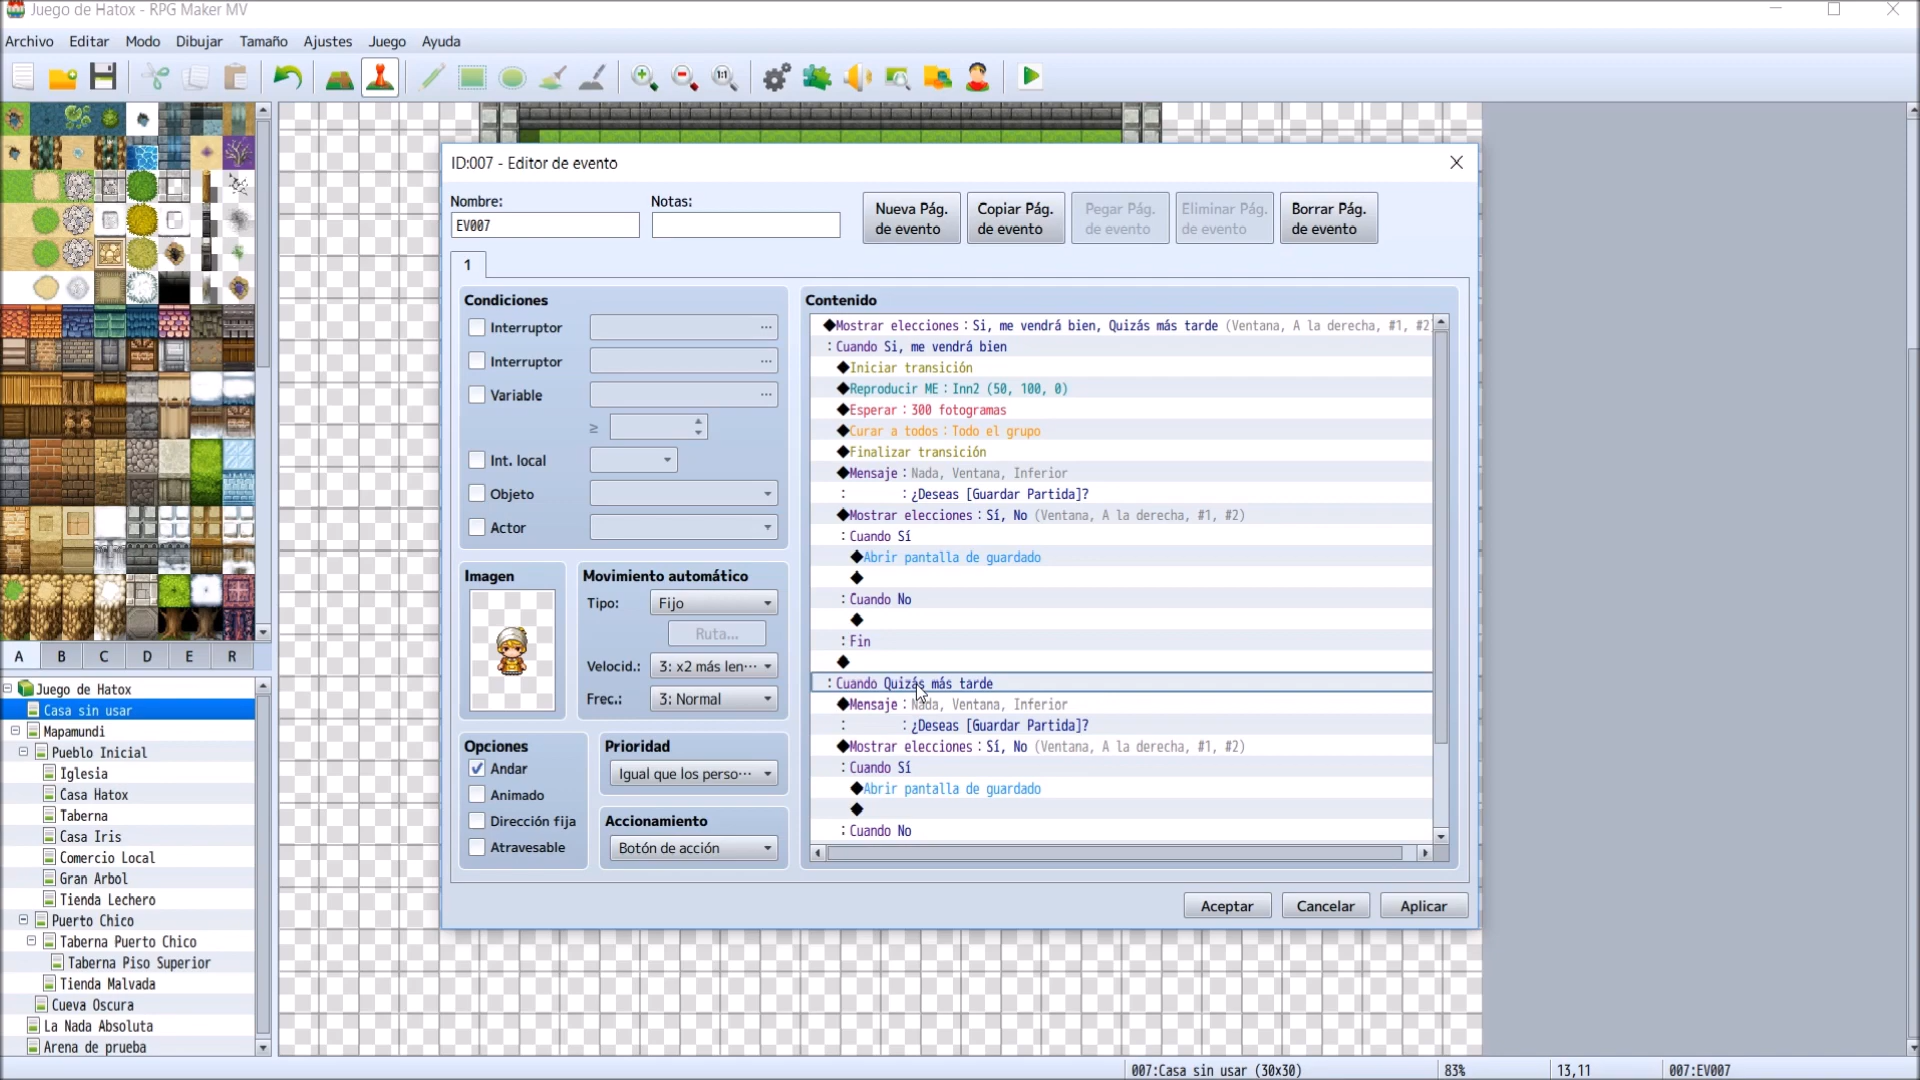 Juego de Hatox - RPG Maker MV
Archivo Editar Modo Dibujar Tamaño Ajustes Juego Ayuda
1:1
ID:007 - Editor de evento
Nombre:
EV007
Notas:
Nueva Pág. de evento
Copiar Pág. de evento
Pegar Pág. de evento
Eliminar Pág. de evento
Borrar Pág. de evento
1
Condiciones
Interruptor ...
Interruptor ...
Variable ...
≥
Int. local
Objeto
Actor
Imagen
Movimiento automático
Tipo: Fijo
Ruta...
Velocid.: 3: x2 más len···
Frec.: 3: Normal
Opciones
Andar
Animado
Dirección fija
Atravesable
Prioridad
Igual que los perso···
Accionamiento
Botón de acción
Contenido
◆Mostrar elecciones：Si, me vendrá bien, Quizás más tarde (Ventana, A la derecha, #1, #2
：Cuando Si, me vendrá bien
◆Iniciar transición
◆Reproducir ME：Inn2 (50, 100, 0)
◆Esperar：300 fotogramas
◆Curar a todos：Todo el grupo
◆Finalizar transición
◆Mensaje：Nada, Ventana, Inferior
：　　　：¿Deseas [Guardar Partida]?
◆Mostrar elecciones：Sí, No (Ventana, A la derecha, #1, #2)
：Cuando Sí
◆Abrir pantalla de guardado
◆
：Cuando No
◆
：Fin
◆
：Cuando Quizás más tarde
◆Mensaje：Nada, Ventana, Inferior
：　　　：¿Deseas [Guardar Partida]?
◆Mostrar elecciones：Sí, No (Ventana, A la derecha, #1, #2)
：Cuando Sí
◆Abrir pantalla de guardado
◆
：Cuando No
Aceptar
Cancelar
Aplicar
A B C D E R
Juego de Hatox
Casa sin usar
Mapamundi
Pueblo Inicial
Iglesia
Casa Hatox
Taberna
Casa Iris
Comercio Local
Gran Arbol
Tienda Lechero
Puerto Chico
Taberna Puerto Chico
Taberna Piso Superior
Tienda Malvada
Cueva Oscura
La Nada Absoluta
Arena de prueba
007:Casa sin usar (30x30) 83% 13,11 007:EV007